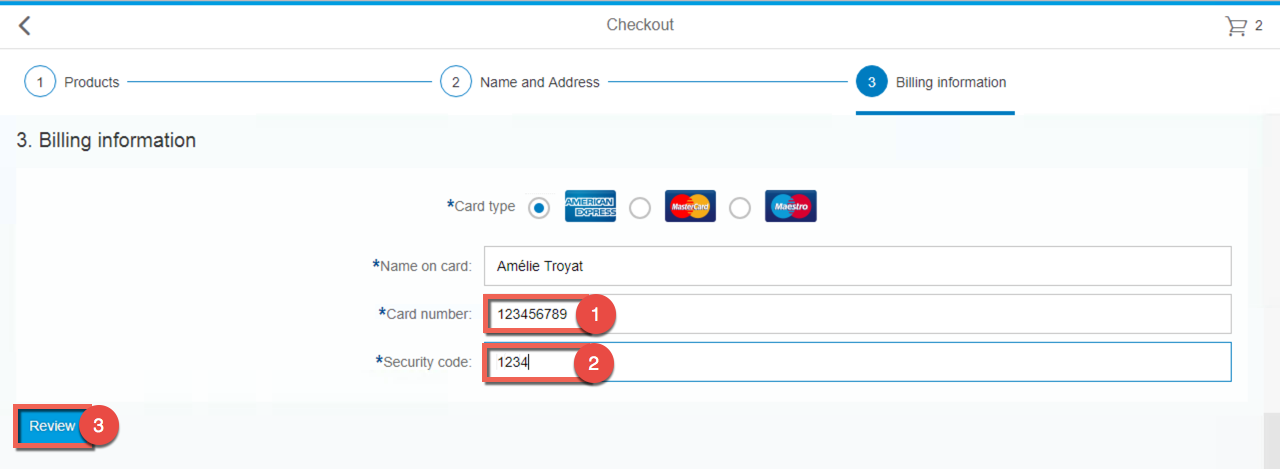 Checkout
2
1 Products
2 Name and Address
3 Billing information
3. Billing information
*Card type AMERICAN EXPRESS MasterCard Maestro
*Name on card: Amélie Troyat
*Card number: 123456789 1
*Security code: 1234 2
Review 3